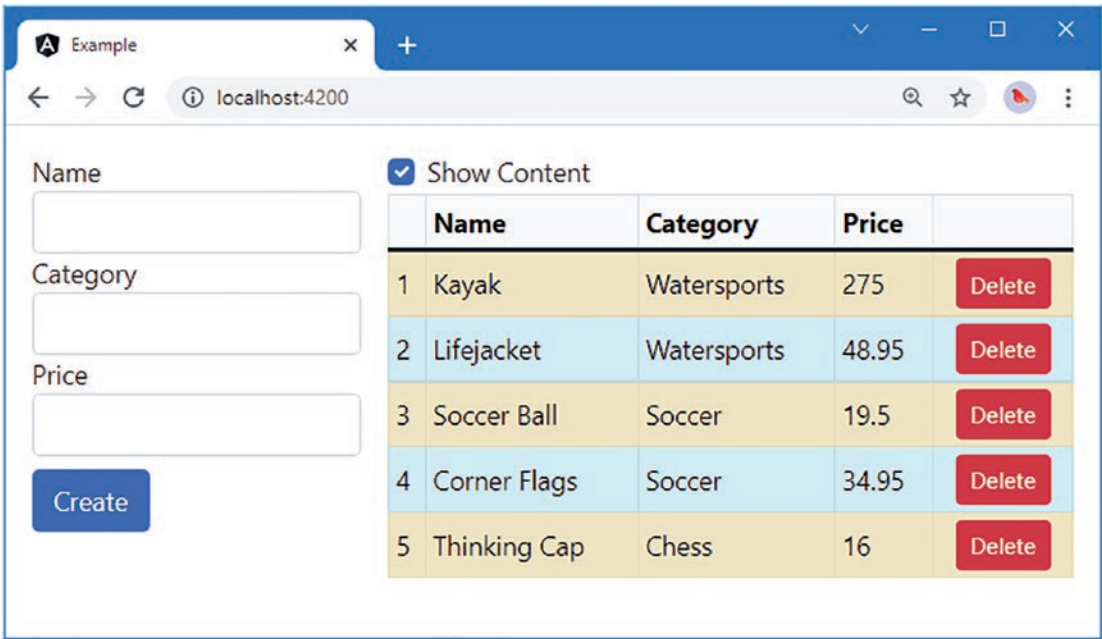 Example
localhost:4200
Name
Category
Price
Create
Show Content
Name Category Price
1 Kayak Watersports 275 Delete
2 Lifejacket Watersports 48.95 Delete
3 Soccer Ball Soccer 19.5 Delete
4 Corner Flags Soccer 34.95 Delete
5 Thinking Cap Chess 16 Delete